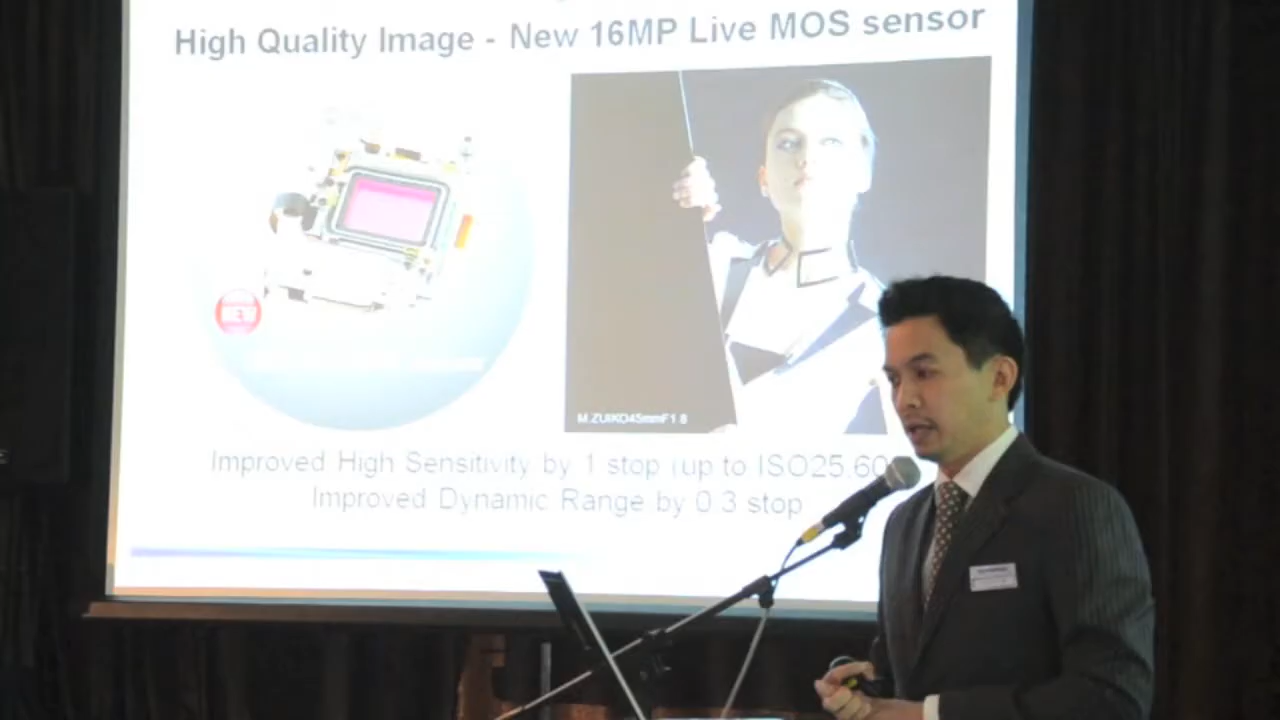 High Quality Image - New 16MP Live MOS sensor
NEW
M.ZUIKO45mmF1.8
Improved High Sensitivity by 1 stop (up to ISO25,60
Improved Dynamic Range by 0.3 stop